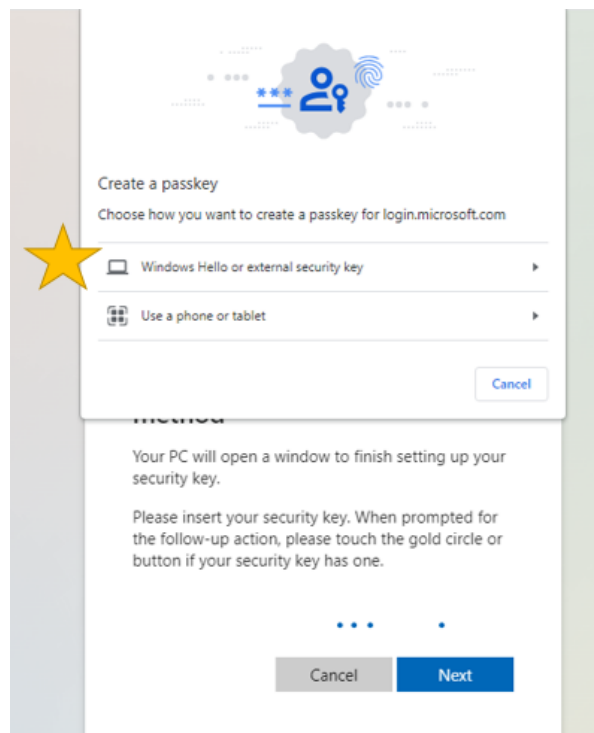 Create a passkey
Choose how you want to create a passkey for login.microsoft.com
Windows Hello or external security key
Use a phone or tablet
Cancel
method
Your PC will open a window to finish setting up your
security key.
Please insert your security key. When prompted for
the follow-up action, please touch the gold circle or
button if your security key has one.
Cancel Next